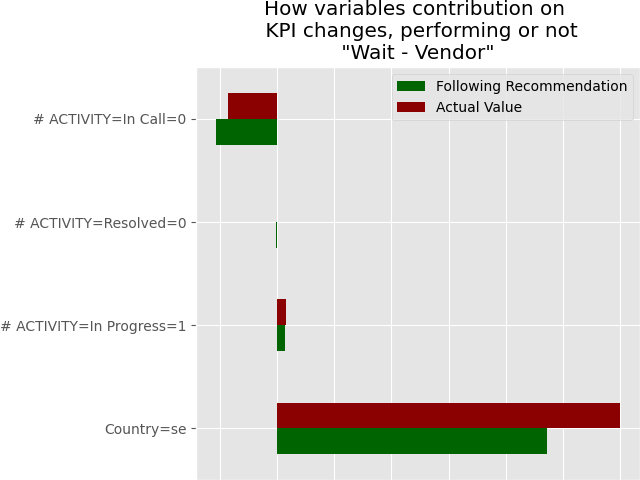 How variables contribution on
KPI changes, performing or not
"Wait - Vendor"
Following Recommendation
Actual Value
# ACTIVITY=In Call=0
# ACTIVITY=Resolved=0
# ACTIVITY=In Progress=1
Country=se